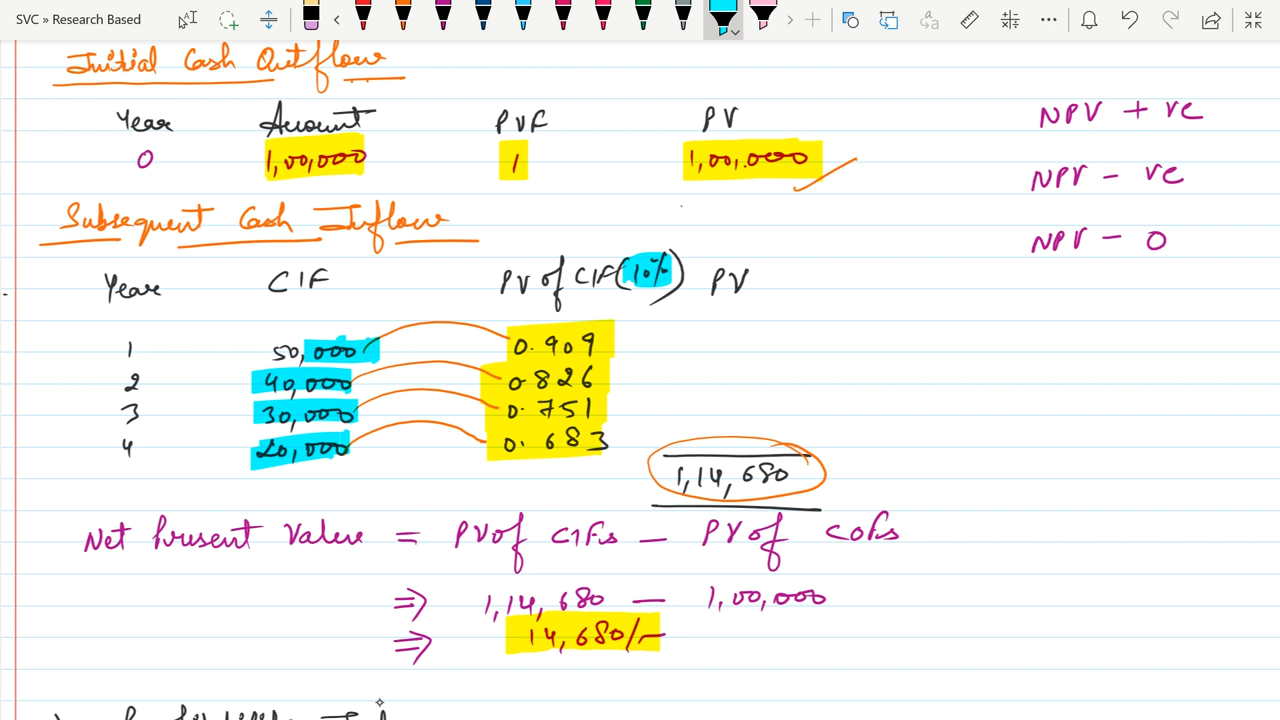 SVC » Research Based
Initial Cash Outflow
Year Amount PVF PV
0 1,00,000 1 1,00,000
NPV + ve
NPV - ve
NPV - 0
Subsequent Cash Inflow
Year CIF PV of CIF (10%) PV
1 50,000 0.909
2 40,000 0.826
3 30,000 0.751
4 20,000 0.683
1,14,680
Net Present Value = PV of CIFs - PV of COFs
⇒ 1,14,680 - 1,00,000
⇒ 14,680/-